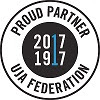 PROUD PARTNER
2017
1917
UJA FEDERATION